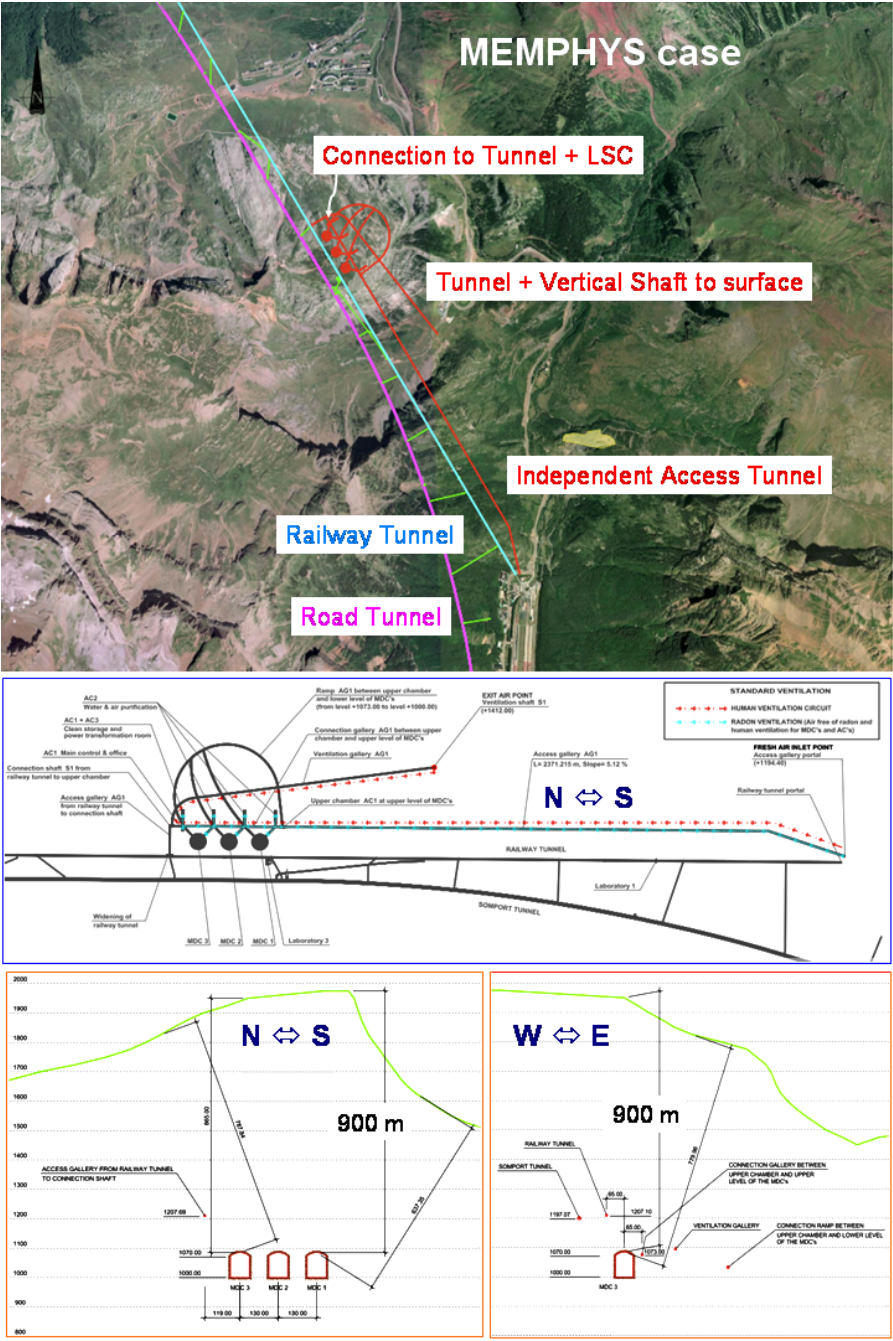 MEMPHYS case
N
Connection to Tunnel + LSC
Tunnel + Vertical Shaft to surface
Independent Access Tunnel
Railway Tunnel
Road Tunnel
AC2
Water & air purification
AC1 + AC3
Clean storage and
power transformation room
AC1 Main control & office
Connection shaft S1 from
railway tunnel to upper chamber
Access gallery AG1
from railway tunnel
to connection shaft
Ramp AG1 between upper chamber
and lower level of MDC's
(from level +1073.00 to level +1000.00)
Connection gallery AG1 between upper
chamber and upper level of MDC's
Ventilation gallery AG1
Upper chamber AC1 at upper level of MDC's
EXIT AIR POINT
Ventilation shaft S1
(+1412.00)
Access gallery AG1
L= 2371.215 m, Slope= 5.12 %
N ⇔ S
STANDARD VENTILATION
HUMAN VENTILATION CIRCUIT
RADON VENTILATION (Air free of radon and
human ventilation for MDC's and AC's)
FRESH AIR INLET POINT
Access gallery portal
(+1194.40)
Railway tunnel portal
RAILWAY TUNNEL
Laboratory 1
SOMPORT TUNNEL
Widening of
railway tunnel
MDC 3
MDC 2
MDC 1
Laboratory 3
2000
1900
1800
1700
1600
1500
1400
1300
1200
1100
1000
900
800
N ⇔ S
865.00
900 m
ACCESS GALLERY FROM RAILWAY TUNNEL
TO CONNECTION SHAFT
1207.69
1070.00
1000.00
MDC 3
MDC 2
MDC 1
119.00
130.00
130.00
W ⇔ E
900 m
RAILWAY TUNNEL
SOMPORT TUNNEL
65.00
1197.07
1207.10
65.00
CONNECTION GALLERY BETWEEN
UPPER CHAMBER AND UPPER
LEVEL OF THE MDC's
VENTILATION GALLERY
CONNECTION RAMP BETWEEN
UPPER CHAMBER AND LOWER LEVEL
OF THE MDC's
1070.00
1073.00
1000.00
MDC 3